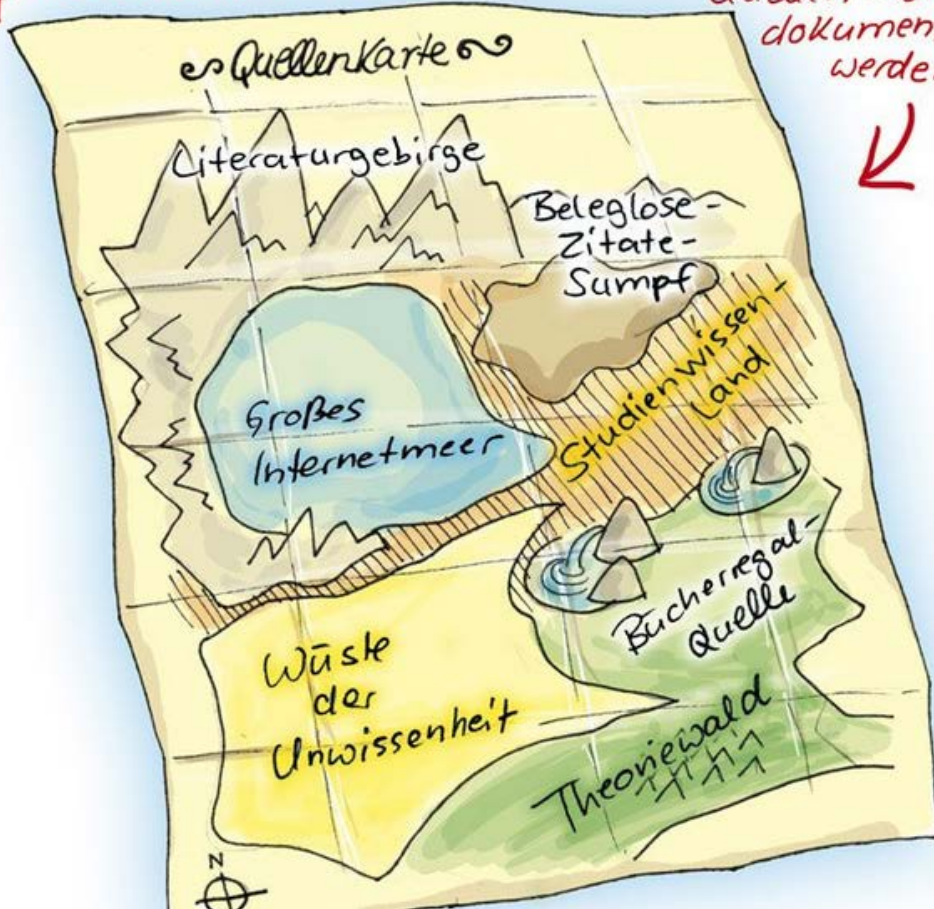 Quellenkarte
dokumen
werde
Literaturgebirge
Beleglose-
Zitate-
Sumpf
Studienwissen-
Land
Großes
Internetmeer
Bücherregal-
Quelle
Wüste
der
Unwissenheit
Theoriewald
N